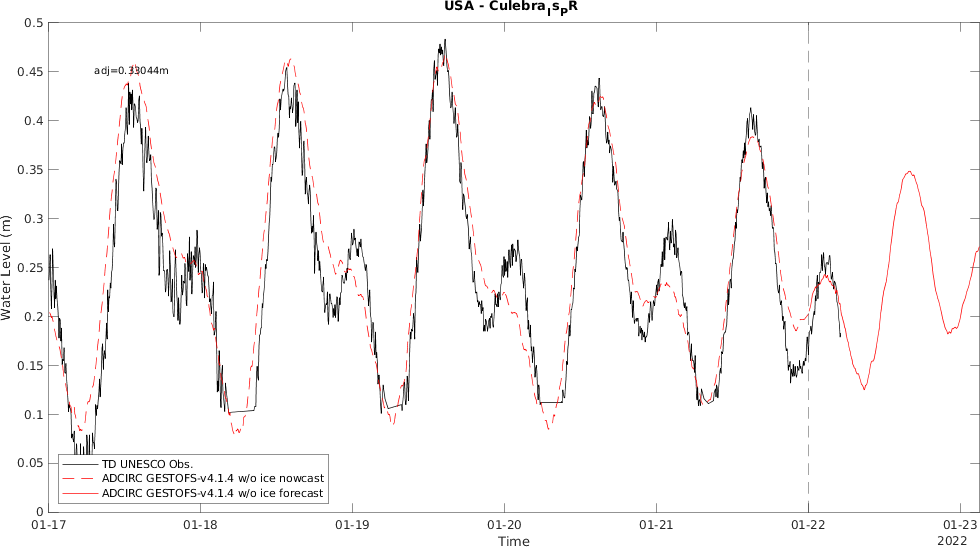 USA - Culebra_Is_PR
0.5
0.45
0.4
0.35
0.3
0.25
0.2
0.15
0.1
0.05
0
Water Level (m)
adj=0.33044m
TD UNESCO Obs.
ADCIRC GESTOFS-v4.1.4 w/o ice nowcast
ADCIRC GESTOFS-v4.1.4 w/o ice forecast
01-17 01-18 01-19 01-20 01-21 01-22 01-23
Time
2022